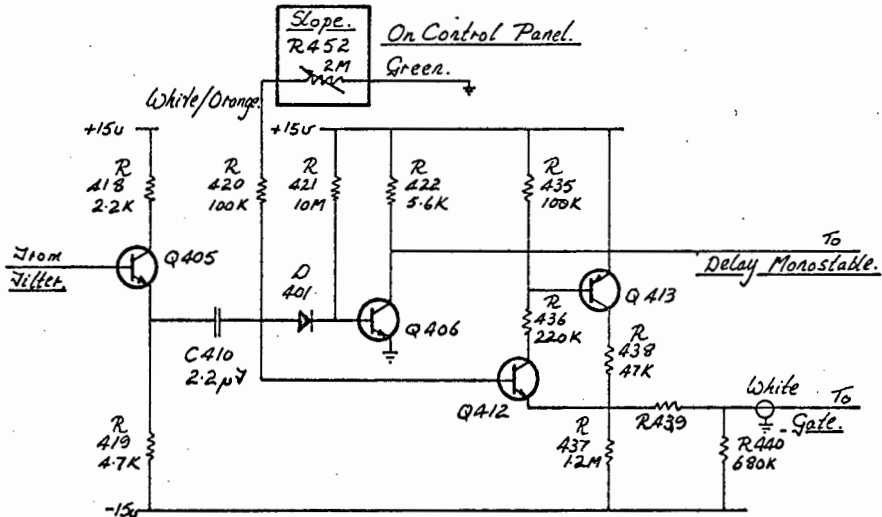 Slope.
R452
2M
On Control Panel.
Green.
White/Orange.
+15v
+15v
R
418
2.2K
R
420
100K
R
421
10M
R
422
5.6K
R
435
100K
From
Filter.
Q405
D
401
Q406
To
Delay Monostable.
Q413
C410
2.2µF
R
436
220K
R
438
47K
Q412
White
To
Gate.
R
419
4.7K
R
437
1.2M
R439
R440
680K
-15v